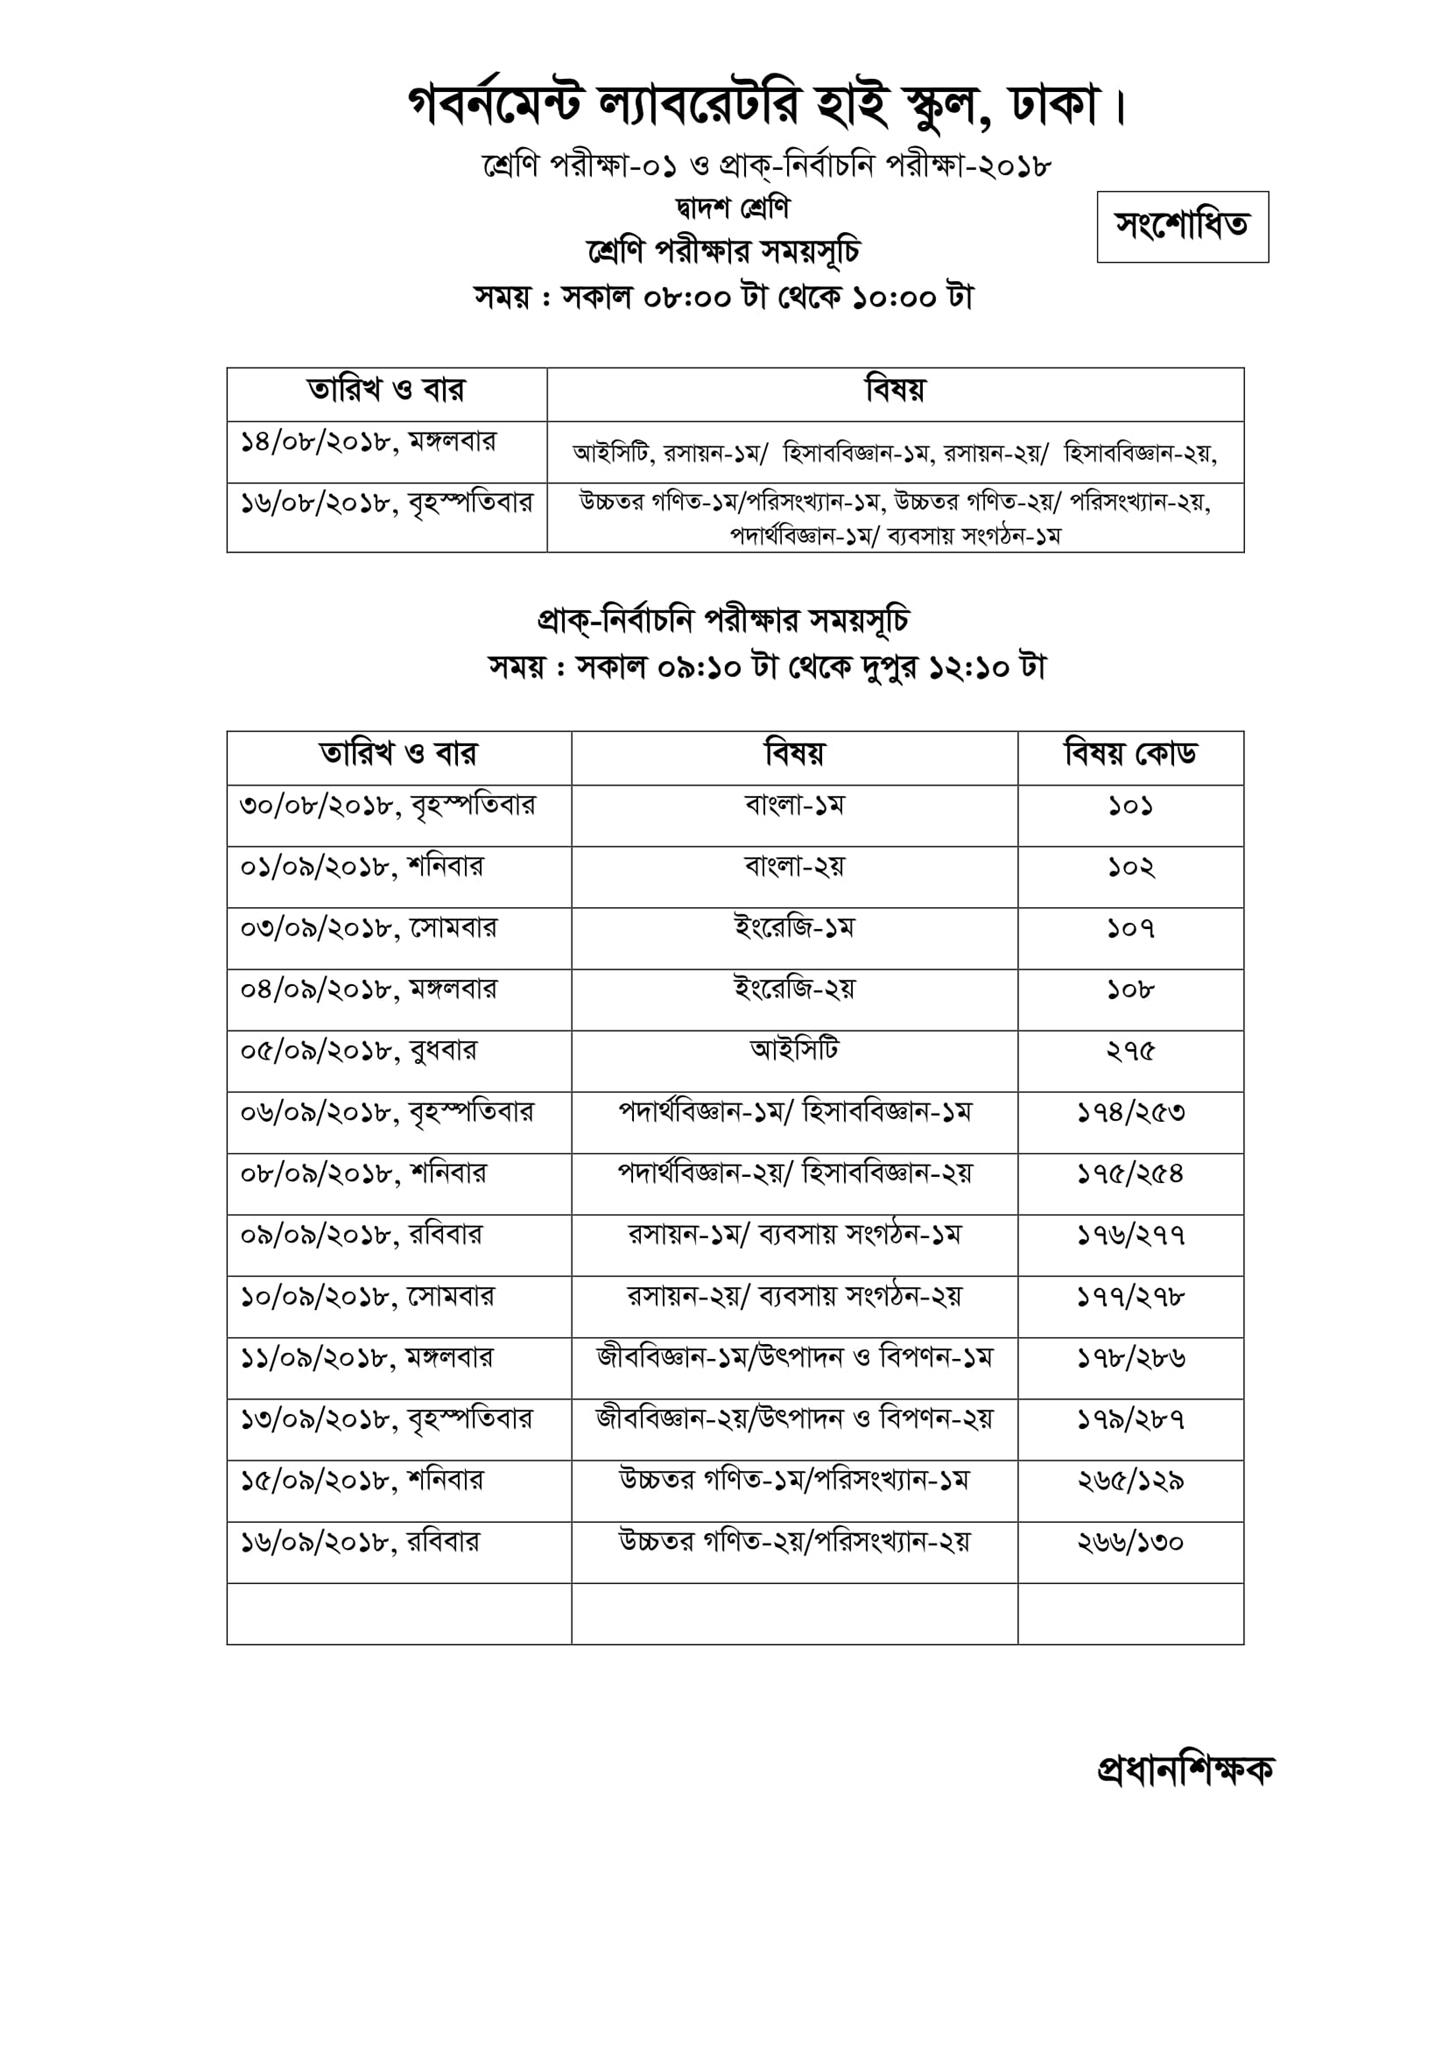 গবর্নমেন্ট ল্যাবরেটরি হাই স্কুল, ঢাকা।
শ্রেণি পরীক্ষা-০১ ও প্রাক্-নির্বাচনি পরীক্ষা-২০১৮
দ্বাদশ শ্রেণি
সংশোধিত
শ্রেণি পরীক্ষার সময়সূচি
সময় : সকাল ০৮:০০ টা থেকে ১০:০০ টা
তারিখ ও বার বিষয়
১৪/০৮/২০১৮, মঙ্গলবার আইসিটি, রসায়ন-১ম/ হিসাববিজ্ঞান-১ম, রসায়ন-২য়/ হিসাববিজ্ঞান-২য়,
১৬/০৮/২০১৮, বৃহস্পতিবার উচ্চতর গণিত-১ম/পরিসংখ্যান-১ম, উচ্চতর গণিত-২য়/ পরিসংখ্যান-২য়,
পদার্থবিজ্ঞান-১ম/ ব্যবসায় সংগঠন-১ম
প্রাক্-নির্বাচনি পরীক্ষার সময়সূচি
সময় : সকাল ০৯:১০ টা থেকে দুপুর ১২:১০ টা
তারিখ ও বার বিষয় বিষয় কোড
৩০/০৮/২০১৮, বৃহস্পতিবার বাংলা-১ম ১০১
০১/০৯/২০১৮, শনিবার বাংলা-২য় ১০২
০৩/০৯/২০১৮, সোমবার ইংরেজি-১ম ১০৭
০৪/০৯/২০১৮, মঙ্গলবার ইংরেজি-২য় ১০৮
০৫/০৯/২০১৮, বুধবার আইসিটি ২৭৫
০৬/০৯/২০১৮, বৃহস্পতিবার পদার্থবিজ্ঞান-১ম/ হিসাববিজ্ঞান-১ম ১৭৪/২৫৩
০৮/০৯/২০১৮, শনিবার পদার্থবিজ্ঞান-২য়/ হিসাববিজ্ঞান-২য় ১৭৫/২৫৪
০৯/০৯/২০১৮, রবিবার রসায়ন-১ম/ ব্যবসায় সংগঠন-১ম ১৭৬/২৭৭
১০/০৯/২০১৮, সোমবার রসায়ন-২য়/ ব্যবসায় সংগঠন-২য় ১৭৭/২৭৮
১১/০৯/২০১৮, মঙ্গলবার জীববিজ্ঞান-১ম/উৎপাদন ও বিপণন-১ম ১৭৮/২৮৬
১৩/০৯/২০১৮, বৃহস্পতিবার জীববিজ্ঞান-২য়/উৎপাদন ও বিপণন-২য় ১৭৯/২৮৭
১৫/০৯/২০১৮, শনিবার উচ্চতর গণিত-১ম/পরিসংখ্যান-১ম ২৬৫/১২৯
১৬/০৯/২০১৮, রবিবার উচ্চতর গণিত-২য়/পরিসংখ্যান-২য় ২৬৬/১৩০
প্রধানশিক্ষক